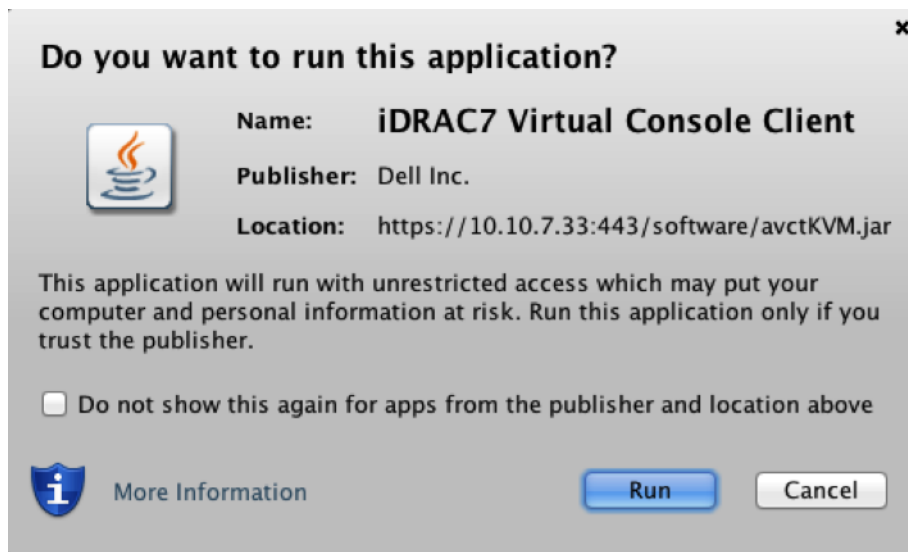 Do you want to run this application?
Name: iDRAC7 Virtual Console Client
Publisher: Dell Inc.
Location: https://10.10.7.33:443/software/avctKVM.jar
This application will run with unrestricted access which may put your
computer and personal information at risk. Run this application only if you
trust the publisher.
Do not show this again for apps from the publisher and location above
More Information Run Cancel